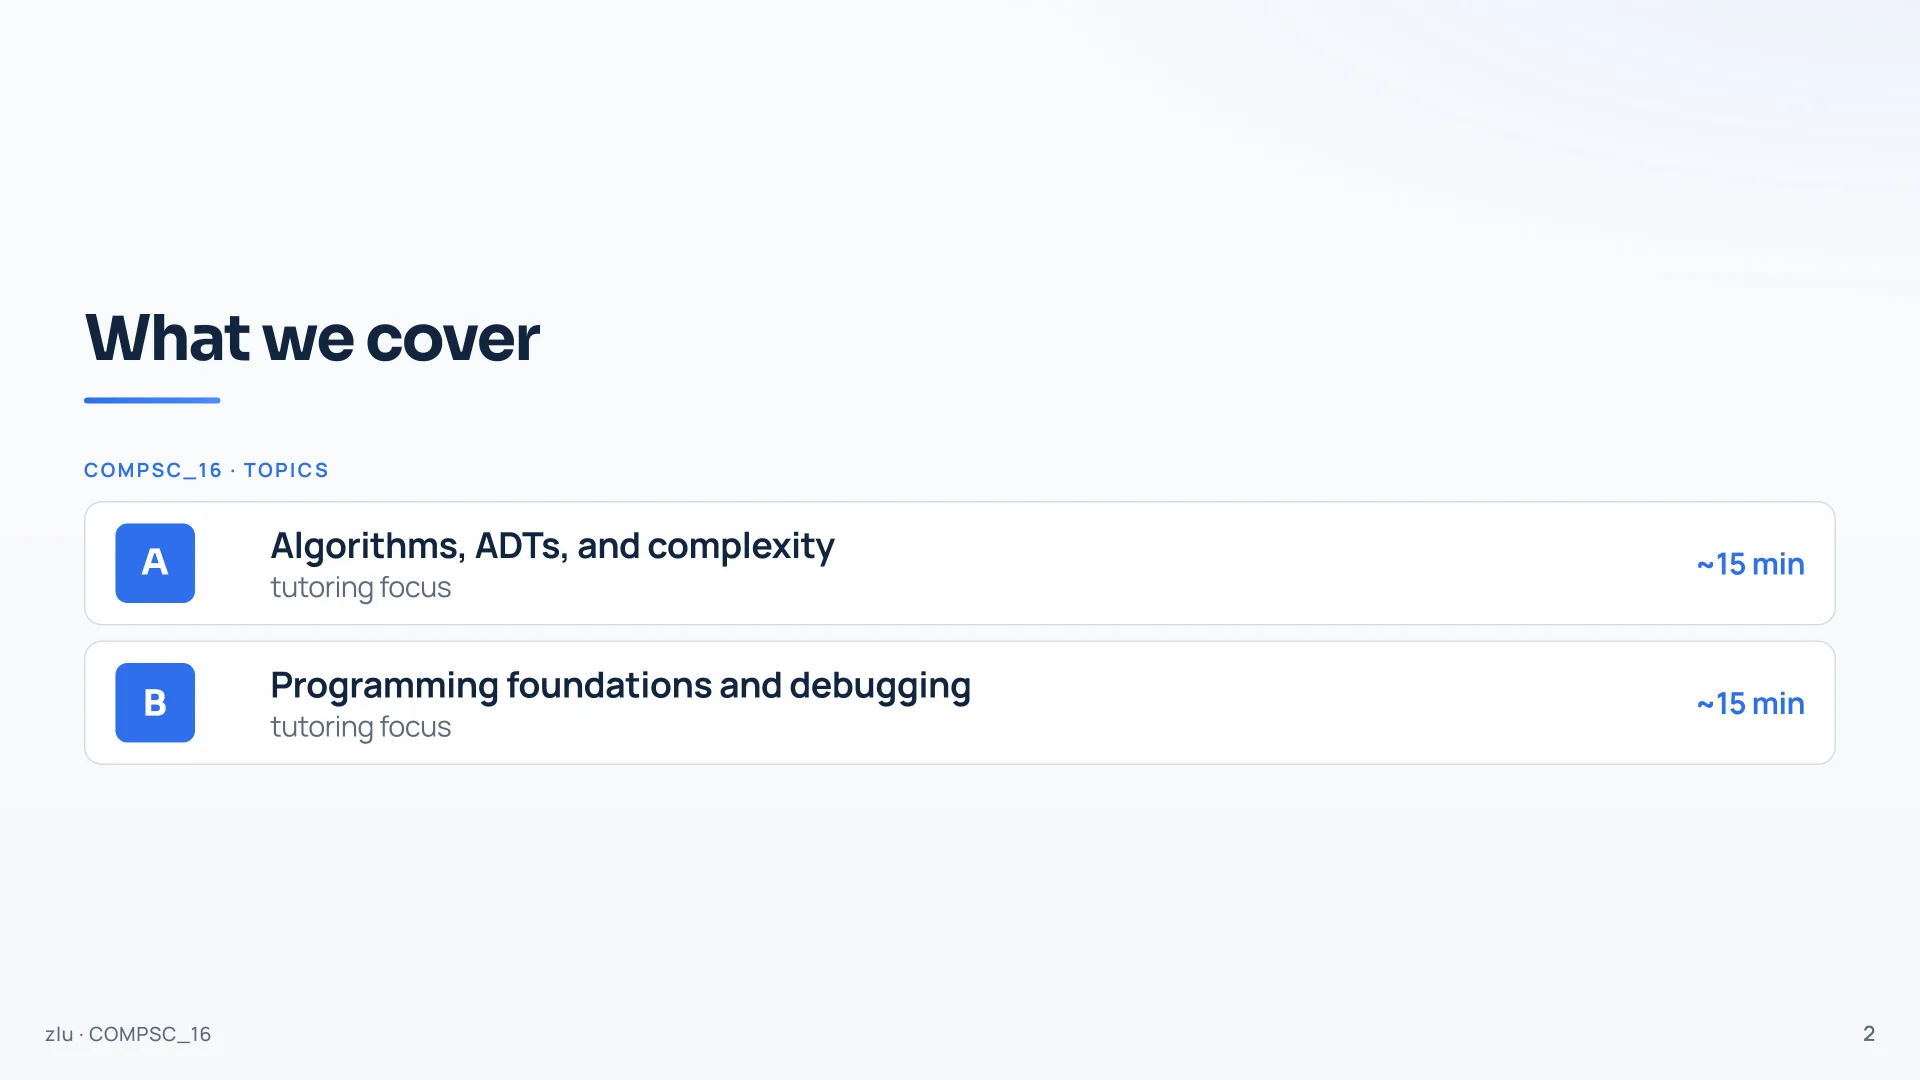 What we cover
COMPSC_16 · TOPICS
A
Algorithms, ADTs, and complexity
tutoring focus
~15 min
B
Programming foundations and debugging
tutoring focus
~15 min
zlu · COMPSC_16
2